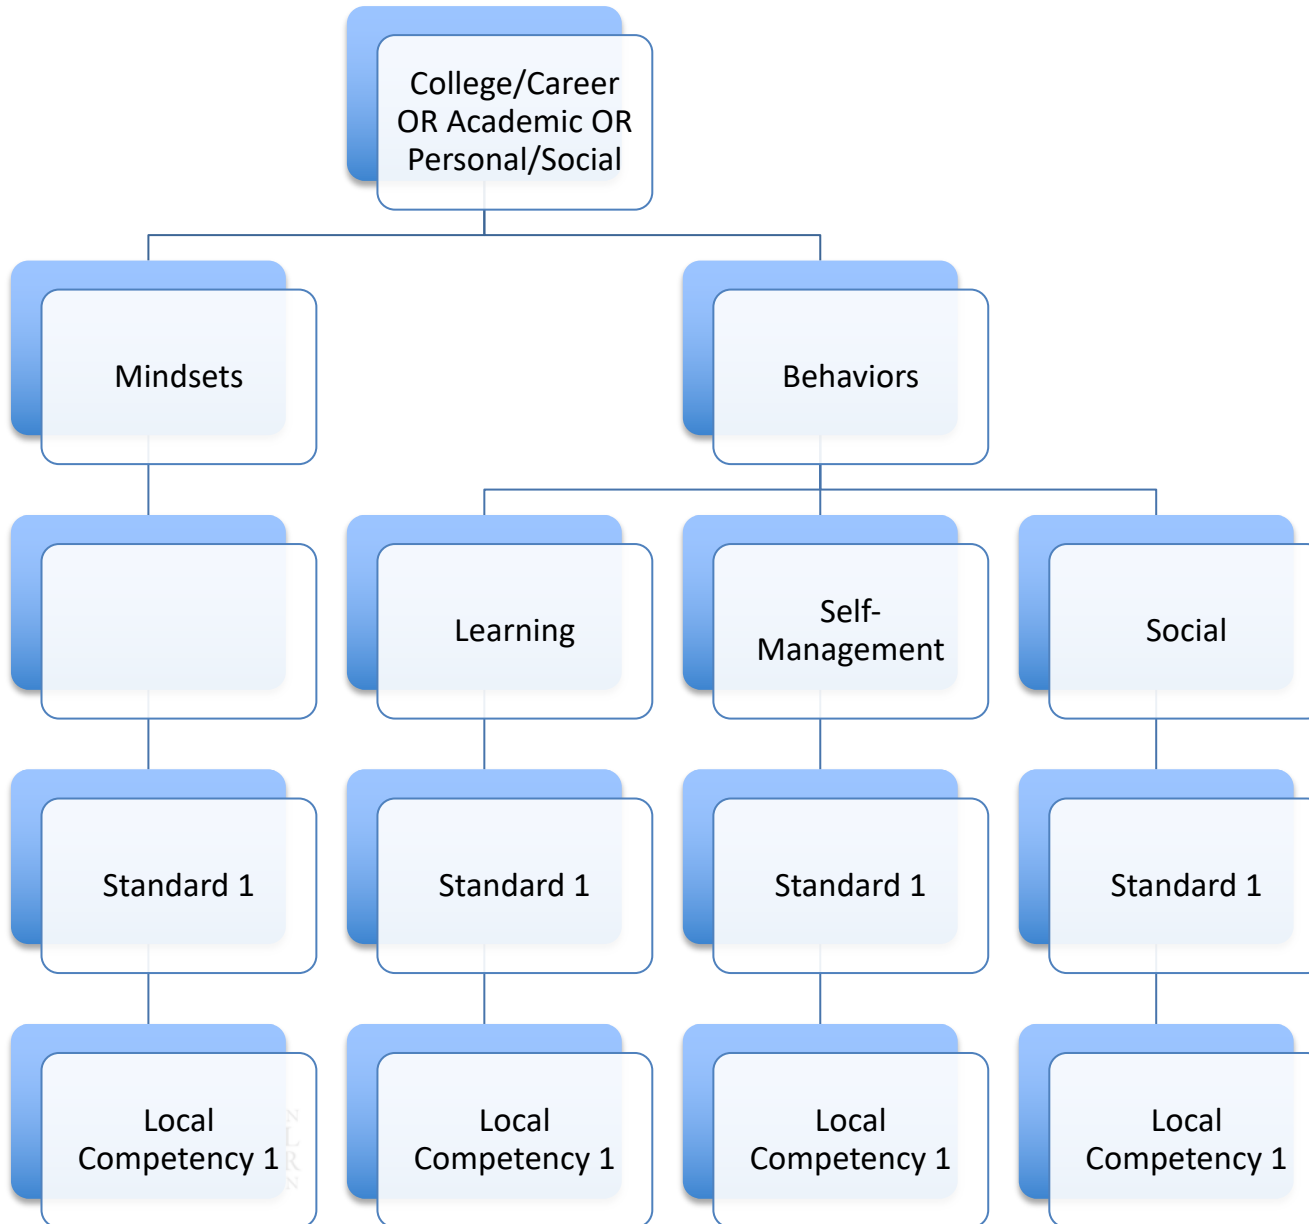 College/Career
OR Academic OR
Personal/Social
Mindsets
Behaviors
Learning
Self-
Management
Social
Standard 1
Standard 1
Standard 1
Standard 1
Local
Competency 1
Local
Competency 1
Local
Competency 1
Local
Competency 1